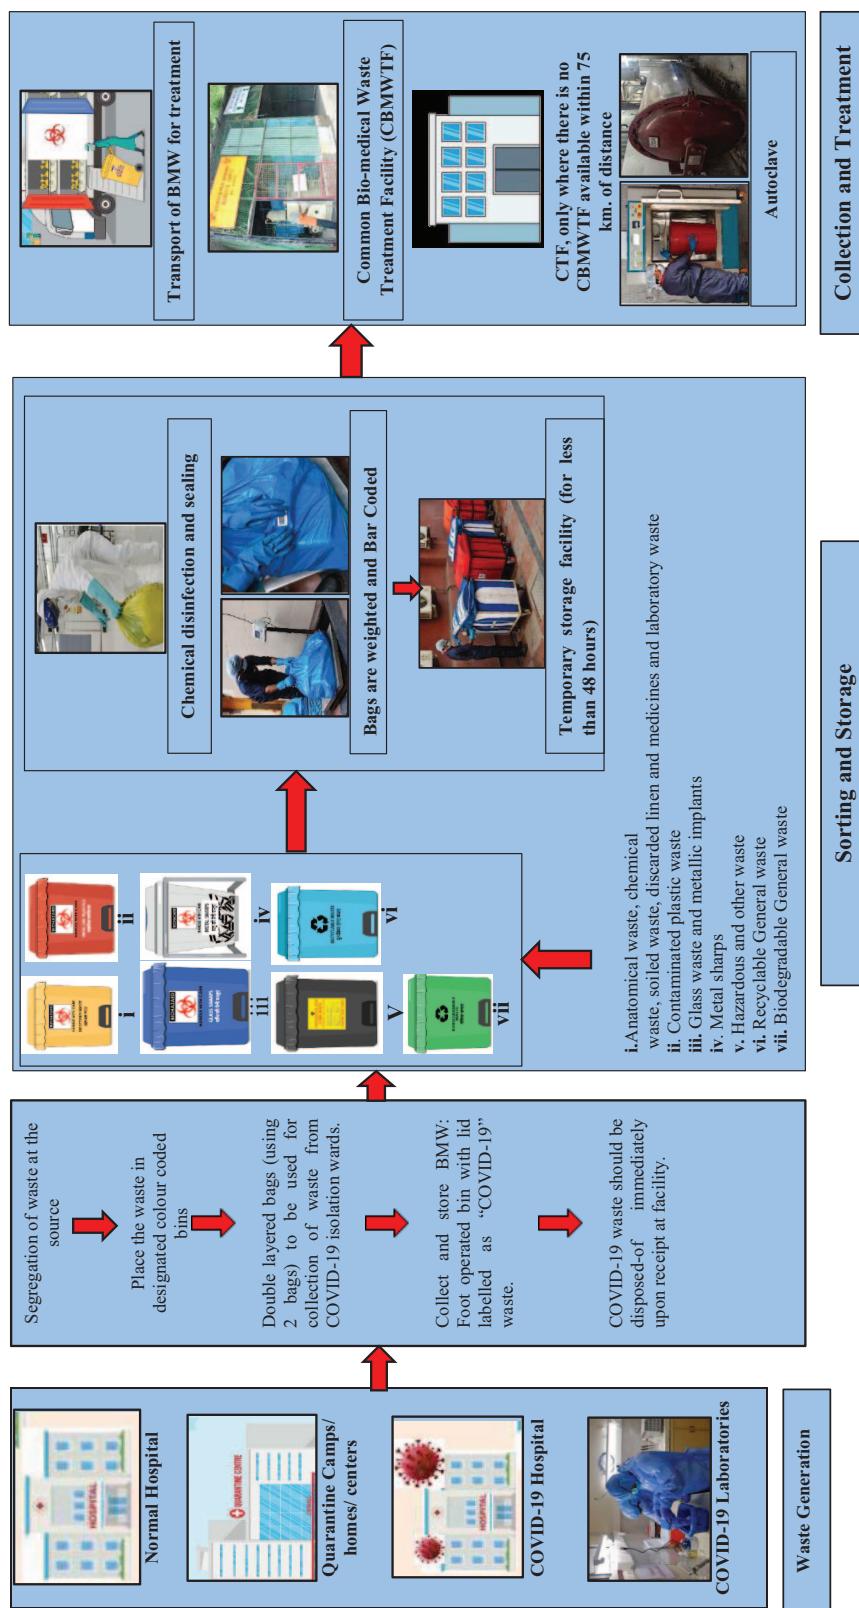 HOSPITAL
Normal Hospital
QUARANTINE CENTRE
Quarantine Camps/
homes/ centers
HOSPITAL
COVID-19 Hospital
COVID-19 Laboratories
Waste Generation
Segregation of waste at the
source
Place the waste in
designated colour coded
bins
Double layered bags (using
2 bags) to be used for
collection of waste from
COVID-19 isolation wards.
Collect and store BMW:
Foot operated bin with lid
labelled as “COVID-19”
waste.
COVID-19 waste should be
disposed-of immediately
upon receipt at facility.
i
ii
GLASS SHARPS
iii
METAL SHARPS
iv
V
vi
vii
i.Anatomical waste, chemical
waste, soiled waste, discarded linen and medicines and laboratory waste
ii. Contaminated plastic waste
iii. Glass waste and metallic implants
iv. Metal sharps
v. Hazardous and other waste
vi. Recyclable General waste
vii. Biodegradable General waste
Chemical disinfection and sealing
Bags are weighted and Bar Coded
Temporary storage facility (for less
than 48 hours)
Sorting and Storage
Transport of BMW for treatment
Common Bio-medical Waste
Treatment Facility (CBMWTF)
CTF, only where there is no
CBMWTF available within 75
km. of distance
Autoclave
Collection and Treatment